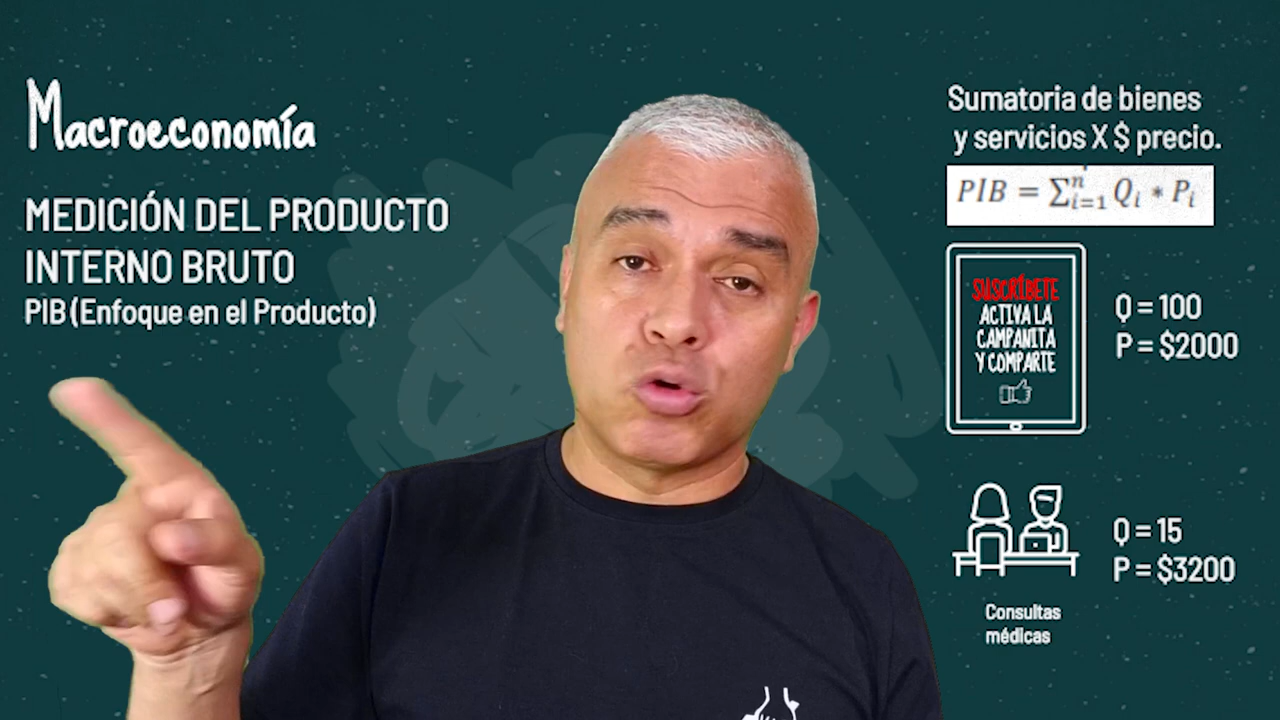 Macroeconomía
MEDICIÓN DEL PRODUCTO
INTERNO BRUTO
PIB (Enfoque en el Producto)
Sumatoria de bienes
y servicios X $ precio.
PIB = ∑ⁿᵢ₌₁ Qᵢ * Pᵢ
SUSCRÍBETE
ACTIVA LA
CAMPANITA
Y COMPARTE
Q = 100
P = $2000
Q = 15
P = $3200
Consultas
médicas